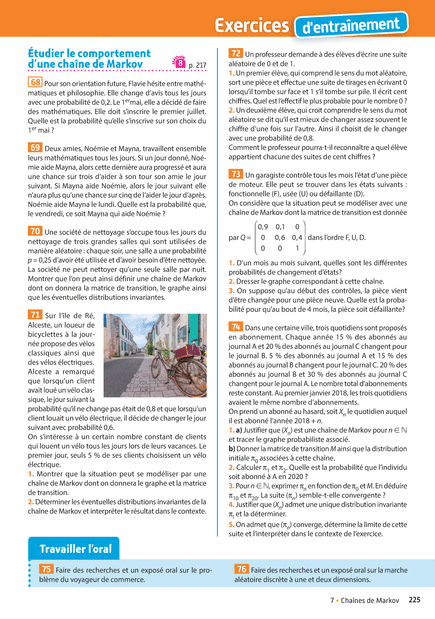 Exercices d'entraînement
Étudier le comportement
d'une chaîne de Markov
8 p. 217
68 Pour son orientation future, Flavie hésite entre mathé-
matiques et philosophie. Elle change d'avis tous les jours
avec une probabilité de 0,2. Le 1er mai, elle a décidé de faire
des mathématiques. Elle doit s'inscrire le premier juillet.
Quelle est la probabilité qu'elle s'inscrive sur son choix du
1er mai ?
69 Deux amies, Noémie et Mayna, travaillent ensemble
leurs mathématiques tous les jours. Si un jour donné, Noé-
mie aide Mayna, alors cette dernière aura progressé et aura
une chance sur trois d'aider à son tour son amie le jour
suivant. Si Mayna aide Noémie, alors le jour suivant elle
n'aura plus qu'une chance sur cinq de l'aider le jour d'après.
Noémie aide Mayna le lundi. Quelle est la probabilité que,
le vendredi, ce soit Mayna qui aide Noémie ?
70 Une société de nettoyage s'occupe tous les jours du
nettoyage de trois grandes salles qui sont utilisées de
manière aléatoire : chaque soir, une salle a une probabilité
p = 0,25 d'avoir été utilisée et d'avoir besoin d'être nettoyée.
La société ne peut nettoyer qu'une seule salle par nuit.
Montrer que l'on peut ainsi définir une chaîne de Markov
dont on donnera la matrice de transition, le graphe ainsi
que les éventuelles distributions invariantes.
71 Sur l'île de Ré,
Alceste, un loueur de
bicyclettes à la jour-
née propose des vélos
classiques ainsi que
des vélos électriques.
Alceste a remarqué
que lorsqu'un client
avait loué un vélo clas-
sique, le jour suivant la
probabilité qu'il ne change pas était de 0,8 et que lorsqu'un
client louait un vélo électrique, il décide de changer le jour
suivant avec probabilité 0,6.
On s'intéresse à un certain nombre constant de clients
qui louent un vélo tous les jours lors de leurs vacances. Le
premier jour, seuls 5 % de ses clients choisissent un vélo
électrique.
1. Montrer que la situation peut se modéliser par une
chaîne de Markov dont on donnera le graphe et la matrice
de transition.
2. Déterminer les éventuelles distributions invariantes de la
chaîne de Markov et interpréter le résultat dans le contexte.
72 Un professeur demande à des élèves d'écrire une suite
aléatoire de 0 et de 1.
1. Un premier élève, qui comprend le sens du mot aléatoire,
sort une pièce et effectue une suite de tirages en écrivant 0
lorsqu'il tombe sur face et 1 s'il tombe sur pile. Il écrit cent
chiffres. Quel est l'effectif le plus probable pour le nombre 0 ?
2. Un deuxième élève, qui croit comprendre le sens du mot
aléatoire se dit qu'il est mieux de changer assez souvent le
chiffre d'une fois sur l'autre. Ainsi il choisit de le changer
avec une probabilité de 0,8.
Comment le professeur pourra-t-il reconnaître a quel élève
appartient chacune des suites de cent chiffres ?
73 Un garagiste contrôle tous les mois l'état d'une pièce
de moteur. Elle peut se trouver dans les états suivants :
fonctionnelle (F), usée (U) ou défaillante (D).
On considère que la situation peut se modéliser avec une
chaîne de Markov dont la matrice de transition est donnée
par Q = ( 0,9 0,1 0
0 0,6 0,4
0 0 1 ) dans l'ordre F, U, D.
1. D'un mois au mois suivant, quelles sont les différentes
probabilités de changement d'états?
2. Dresser le graphe correspondant à cette chaîne.
3. On suppose qu'au début des contrôles, la pièce vient
d'être changée pour une pièce neuve. Quelle est la proba-
bilité pour qu'au bout de 4 mois, la pièce soit défaillante?
74 Dans une certaine ville, trois quotidiens sont proposés
en abonnement. Chaque année 15 % des abonnés au
journal A et 20 % des abonnés au journal C changent pour
le journal B. 5 % des abonnés au journal A et 15 % des
abonnés au journal B changent pour le journal C. 20 % des
abonnés au journal B et 30 % des abonnés au journal C
changent pour le journal A. Le nombre total d'abonnements
reste constant. Au premier janvier 2018, les trois quotidiens
avaient le même nombre d'abonnements.
On prend un abonné au hasard, soit Xn le quotidien auquel
il est abonné l'année 2018 + n.
1. a) Justifier que (Xn) est une chaîne de Markov pour n ∈ ℕ
et tracer le graphe probabiliste associé.
b) Donner la matrice de transition M ainsi que la distribution
initiale π0 associées à cette chaîne.
2. Calculer π1 et π2. Quelle est la probabilité que l'individu
soit abonné à A en 2020 ?
3. Pour n ∈ ℕ, exprimer πn en fonction de π0 et M. En déduire
π10 et π20. La suite (πn) semble-t-elle convergente ?
4. Justifier que (Xn) admet une unique distribution invariante
π et la déterminer.
5. On admet que (πn) converge, détermine la limite de cette
suite et l'interpréter dans le contexte de l'exercice.
Travailler l'oral
75 Faire des recherches et un exposé oral sur le pro-
blème du voyageur de commerce.
76 Faire des recherches et un exposé oral sur la marche
aléatoire discrète à une et deux dimensions.
7 • Chaînes de Markov 225